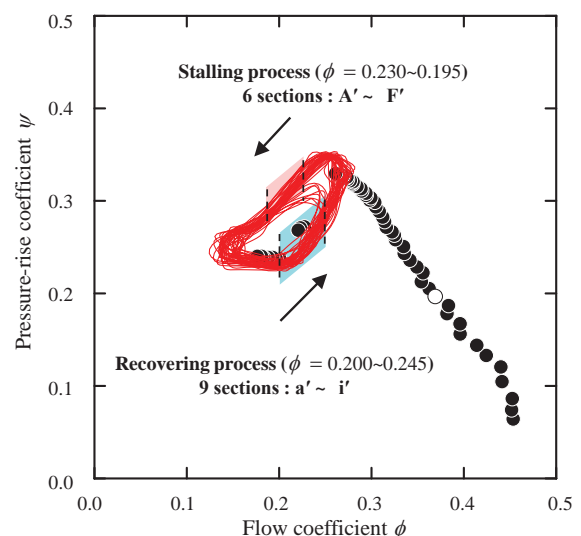 0.5
0.4
0.3
0.2
0.1
0.0
Pressure-rise coefficient ψ
Stalling process (ϕ = 0.230~0.195)
6 sections : A′ ~ F′
Recovering process (ϕ = 0.200~0.245)
9 sections : a′ ~ i′
0.0 0.1 0.2 0.3 0.4 0.5
Flow coefficient ϕ